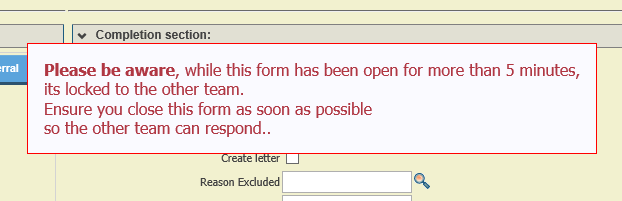 Completion section:
erral
Please be aware, while this form has been open for more than 5 minutes,
its locked to the other team.
Ensure you close this form as soon as possible
so the other team can respond..
Create letter
Reason Excluded